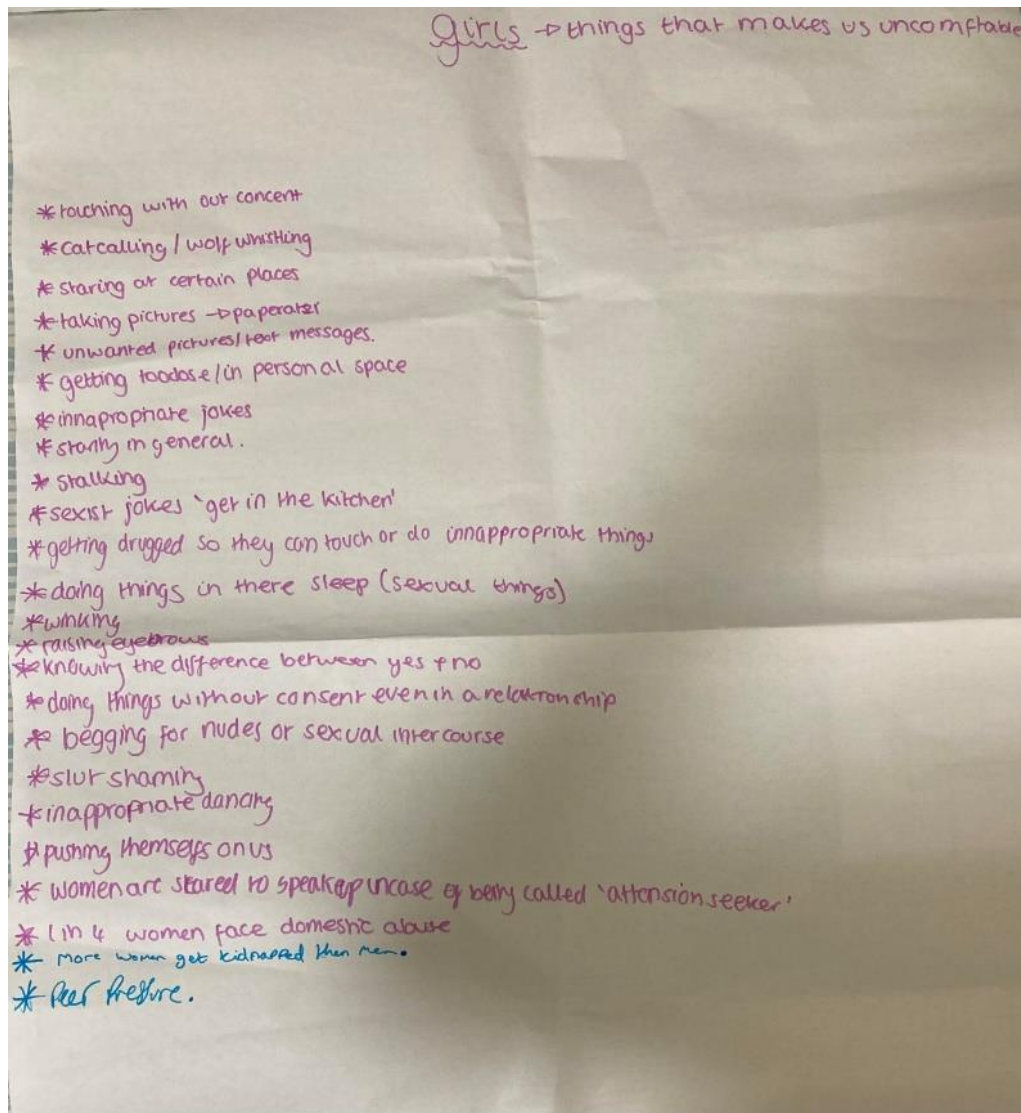 girls → things that makes us uncomftable
* touching with out concent
* catcalling / wolf whistling
* staring at certain places
* taking pictures → paperater
* unwanted pictures/text messages.
* getting tooclose/in personal space
* innapropriate jokes
* in general.
* stalking
* sexist jokes 'get in the kitchen'
* getting drugged so they can touch or do innappropriate things
* doing things in there sleep (sexual things)
* winking
* raising eyebrows
* knowing the difference between yes + no
* doing things without consent even in a relationship
* begging for nudes or sexual intercourse
* slut shaming
* inappropriate dancing
* pushing themselfs on us
* women are scared to speak up incase of being called 'attension seeker'
* 1 in 4 women face domestic abuse
* More women get kidnapped then men.
* Peer Pressure.